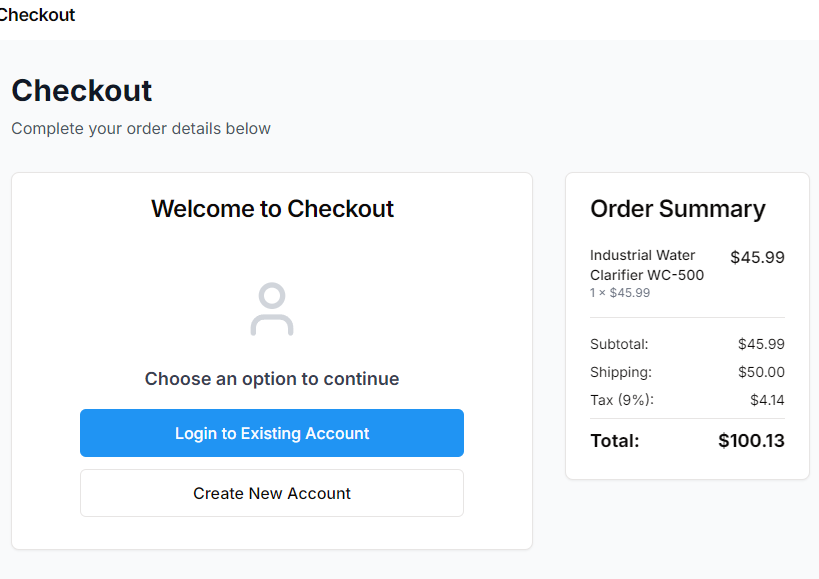 Checkout
Checkout
Complete your order details below
Welcome to Checkout
Choose an option to continue
Login to Existing Account
Create New Account
Order Summary
Industrial Water $45.99
Clarifier WC-500
1 × $45.99
Subtotal: $45.99
Shipping: $50.00
Tax (9%): $4.14
Total: $100.13